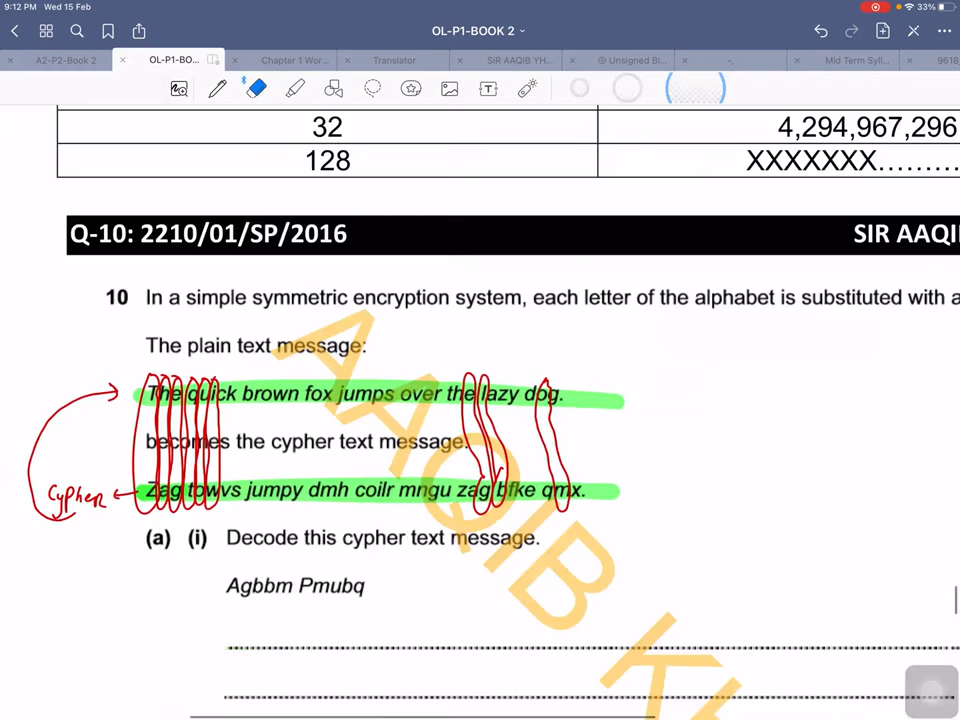 9:12 PM Wed 15 Feb
33%
OL-P1-BOOK 2
A2-P2-Book 2
OL-P1-BO...
Chapter 1 Wor...
Translator
SIR AAQIB YH...
Unsigned Bi...
-,
Mid Term Syll...
9618_
32 4,294,967,296
128 XXXXXXX.........
Q-10: 2210/01/SP/2016 SIR AAQI
10 In a simple symmetric encryption system, each letter of the alphabet is substituted with a
The plain text message:
The quick brown fox jumps over the lazy dog.
becomes the cypher text message.
cypher
Zag towvs jumpy dmh coilr mngu zag bfke qmx.
(a) (i) Decode this cypher text message.
Agbbm Pmubq
AAQIB K